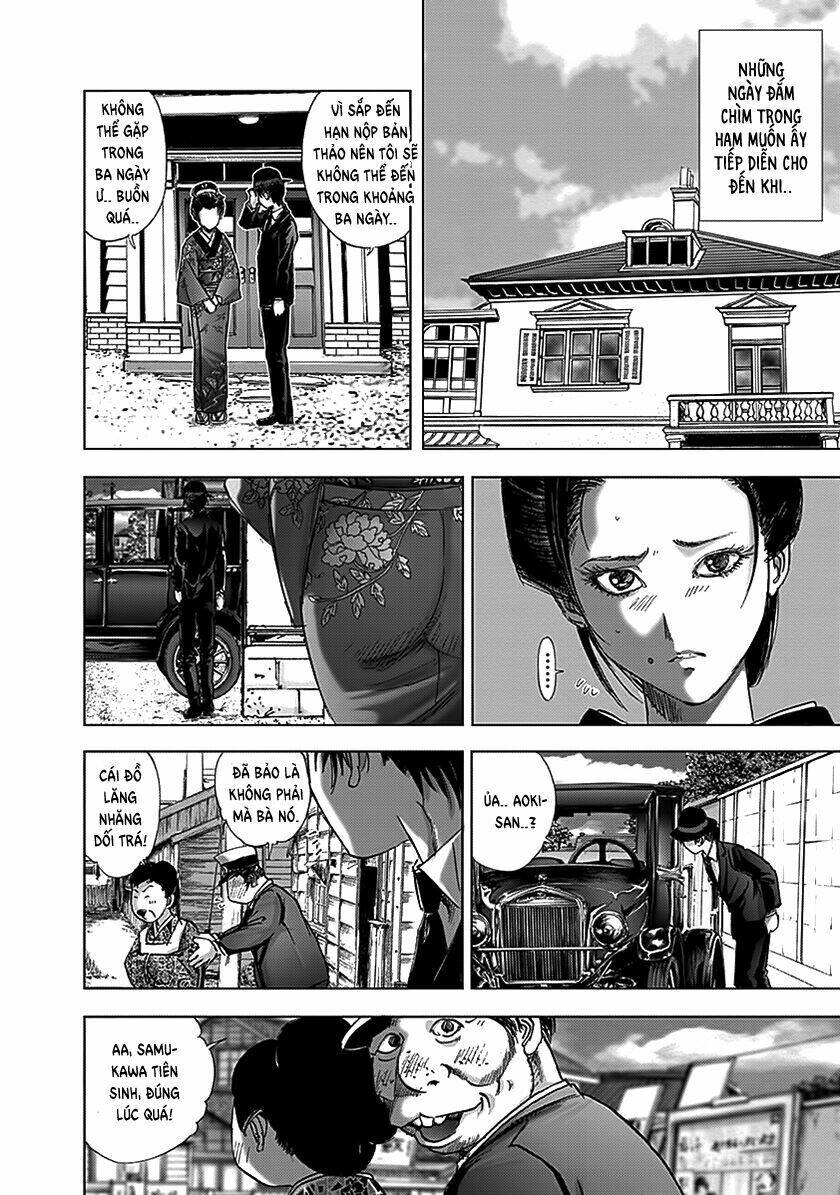 NHỮNG
NGÀY ĐẮM
CHÌM TRONG
HAM MUỐN ẤY
TIẾP DIỄN CHO
ĐẾN KHI..
VÌ SẮP ĐẾN
HẠN NỘP BẢN
THẢO NÊN TÔI SẼ
KHÔNG THỂ ĐẾN
TRONG KHOẢNG
BA NGÀY..
KHÔNG
THỂ GẶP
TRONG
BA NGÀY
Ư.. BUỒN
QUÁ..
ỦA.. AOKI-
SAN..?
ĐÃ BẢO LÀ
KHÔNG PHẢI
MÀ BÀ NÓ.
CÁI ĐỒ
LĂNG
NHĂNG
DỐI TRÁ!
AA, SAMU-
KAWA TIÊN
SINH, ĐÚNG
LÚC QUÁ!